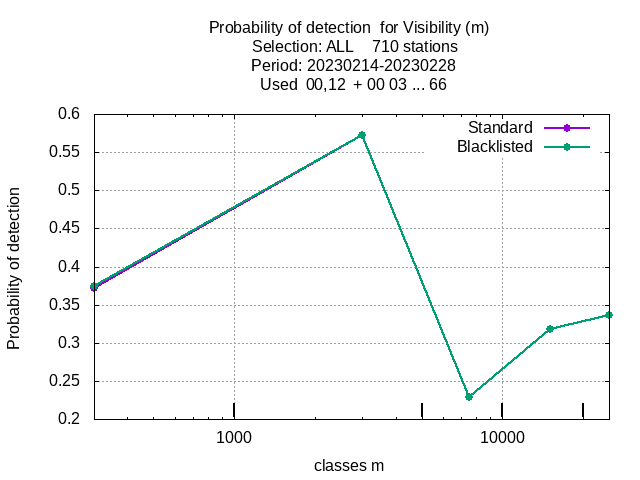 Probability of detection  for Visibility (m)
Selection: ALL    710 stations
Period: 20230214-20230228
Used  00,12 + 00 03 ... 66
Standard
Blacklisted
0.6
0.55
0.5
0.45
0.4
0.35
0.3
0.25
0.2
Probability of detection
1000
10000
classes m